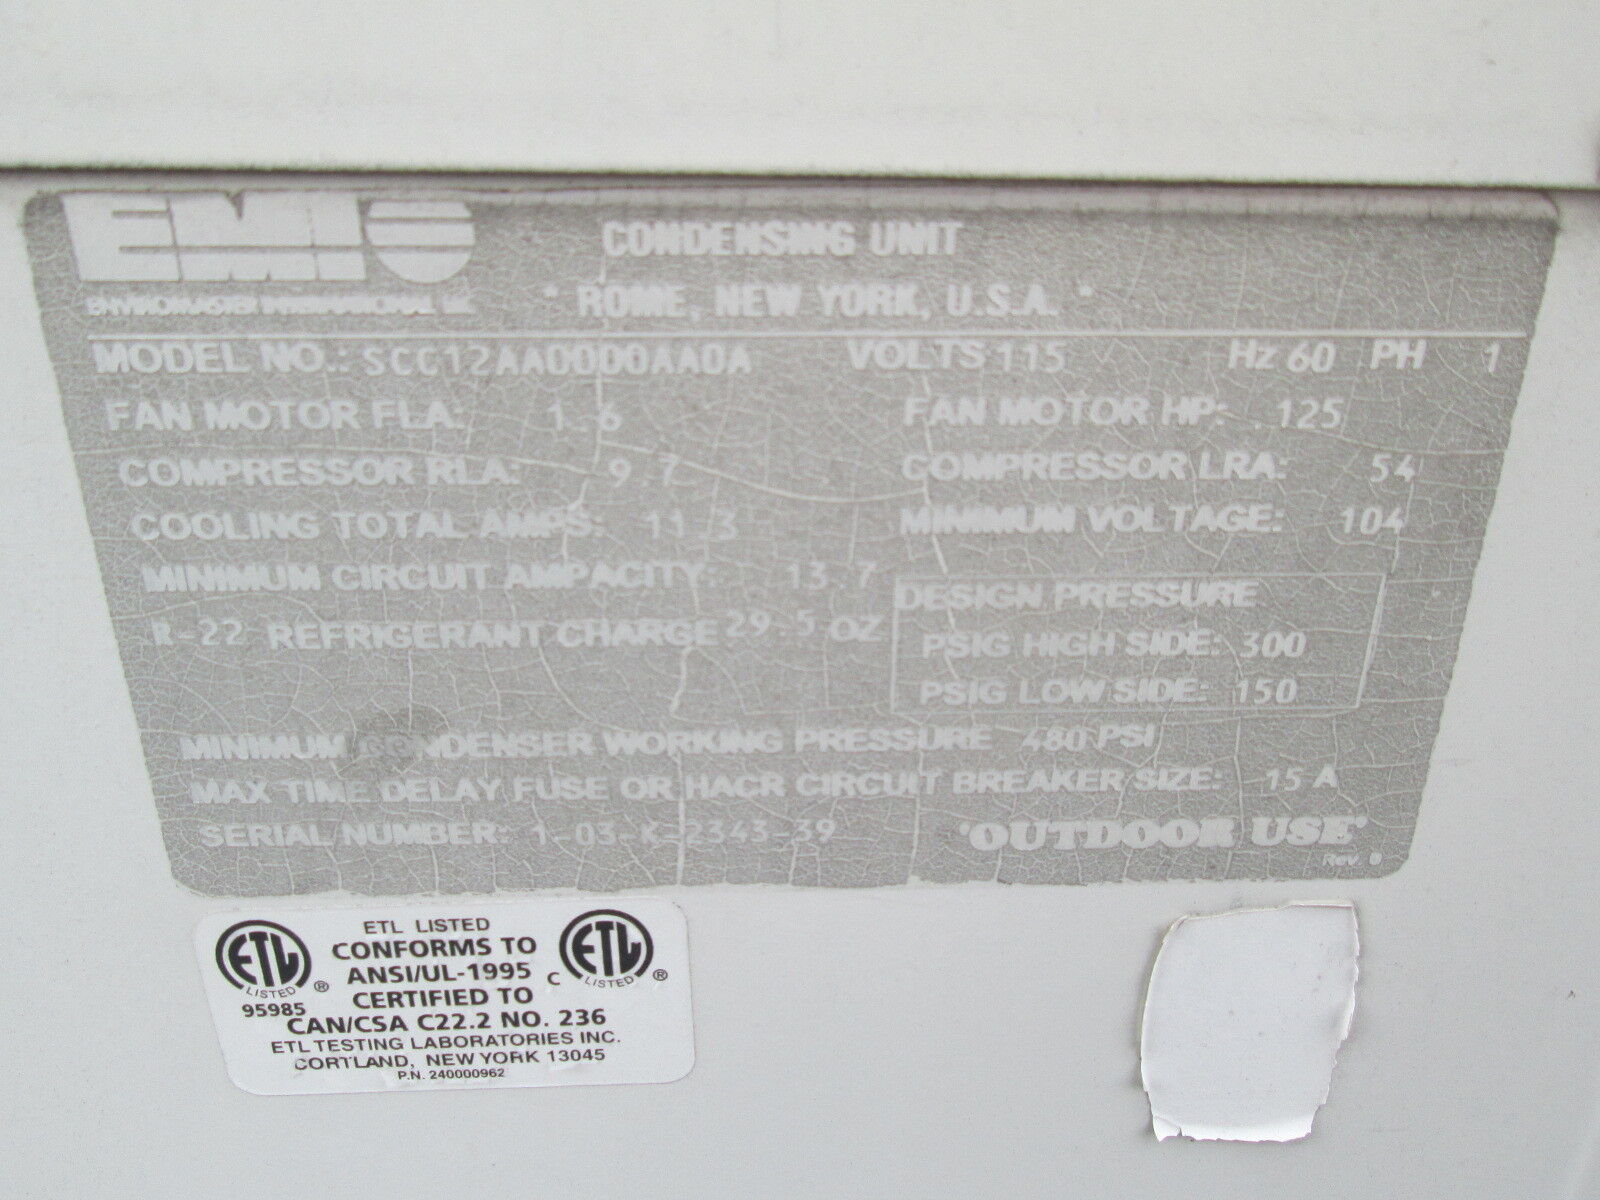 EMI
CONDENSING UNIT
ENVIROMASTER INTERNATIONAL
* ROME, NEW YORK, U.S.A. *
MODEL NO.: SCC12AA0000AA0A VOLTS 115 Hz 60 PH 1
FAN MOTOR FLA: 1.6 FAN MOTOR HP: .125
COMPRESSOR RLA: 9.7 COMPRESSOR LRA: 54
COOLING TOTAL AMPS: 11.3 MINIMUM VOLTAGE: 104
MINIMUM CIRCUIT AMPACITY: 13.7
R-22 REFRIGERANT CHARGE 29.5 OZ
DESIGN PRESSURE
PSIG HIGH SIDE: 300
PSIG LOW SIDE: 150
MINIMUM CONDENSER WORKING PRESSURE 480 PSI
MAX TIME DELAY FUSE OR HACR CIRCUIT BREAKER SIZE: 15 A
SERIAL NUMBER: 1-03-K-2343-39 "OUTDOOR USE"
Rev. B
ETL LISTED
CONFORMS TO
ANSI/UL-1995
CERTIFIED TO
CAN/CSA C22.2 NO. 236
ETL TESTING LABORATORIES INC.
CORTLAND, NEW YORK 13045
P.N. 240000962
ETL
LISTED
®
95985
C ETL
LISTED
®